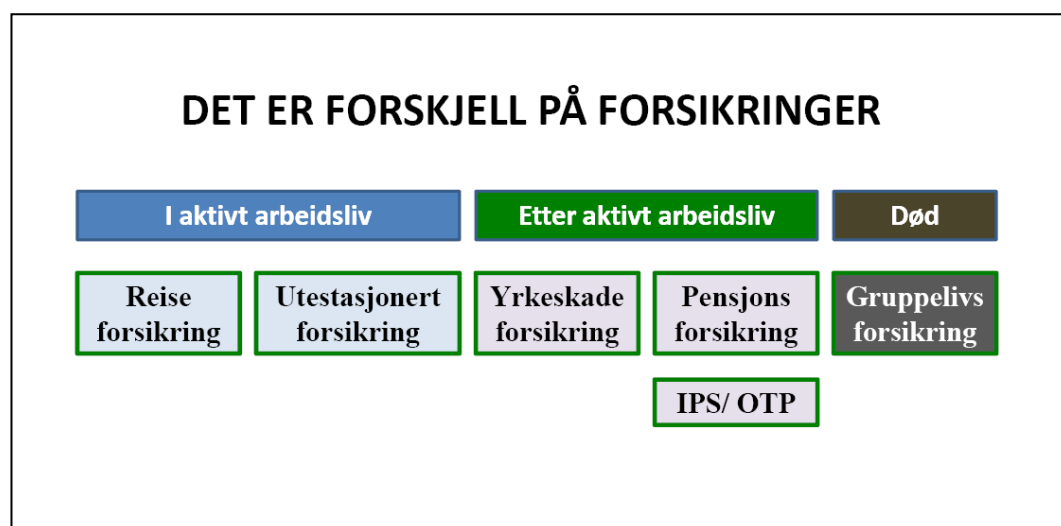 DET ER FORSKJELL PÅ FORSIKRINGER
I aktivt arbeidsliv
Etter aktivt arbeidsliv
Død
Reise
forsikring
Utestasjonert
forsikring
Yrkeskade
forsikring
Pensjons
forsikring
Gruppelivs
forsikring
IPS/ OTP